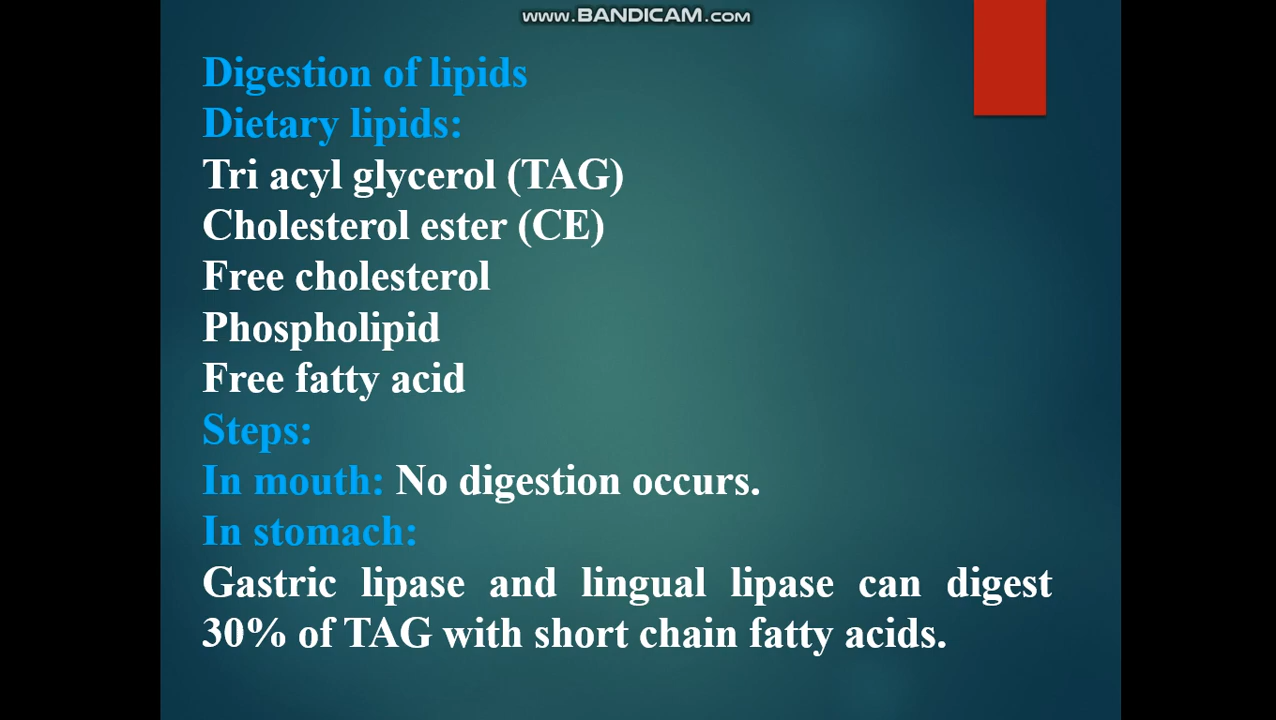 www.BANDICAM.com
Digestion of lipids
Dietary lipids:
Tri acyl glycerol (TAG)
Cholesterol ester (CE)
Free cholesterol
Phospholipid
Free fatty acid
Steps:
In mouth: No digestion occurs.
In stomach:
Gastric lipase and lingual lipase can digest
30% of TAG with short chain fatty acids.